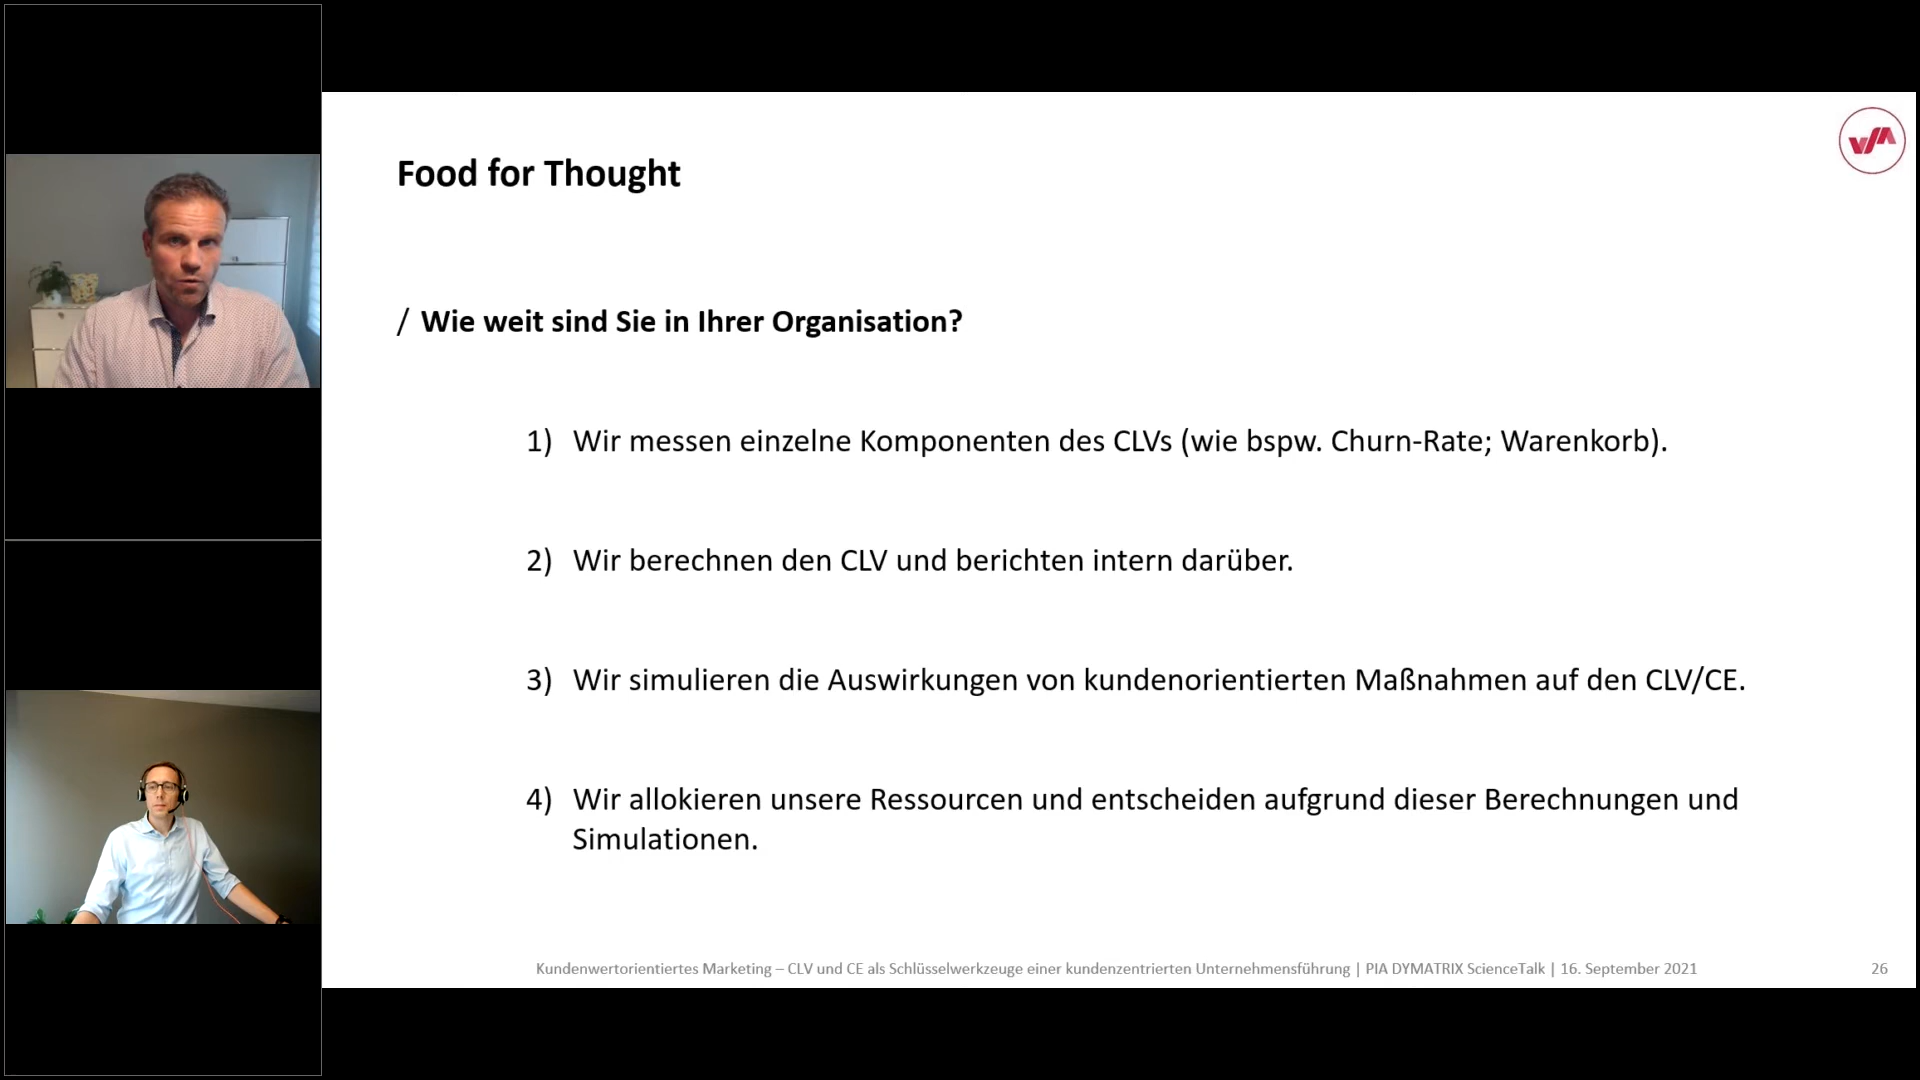 Food for Thought
/ Wie weit sind Sie in Ihrer Organisation?
1) Wir messen einzelne Komponenten des CLVs (wie bspw. Churn-Rate; Warenkorb).
2) Wir berechnen den CLV und berichten intern darüber.
3) Wir simulieren die Auswirkungen von kundenorientierten Maßnahmen auf den CLV/CE.
4) Wir allokieren unsere Ressourcen und entscheiden aufgrund dieser Berechnungen und
Simulationen.
Kundenwertorientiertes Marketing – CLV und CE als Schlüsselwerkzeuge einer kundenzentrierten Unternehmensführung | PIA DYMATRIX ScienceTalk | 16. September 2021 26